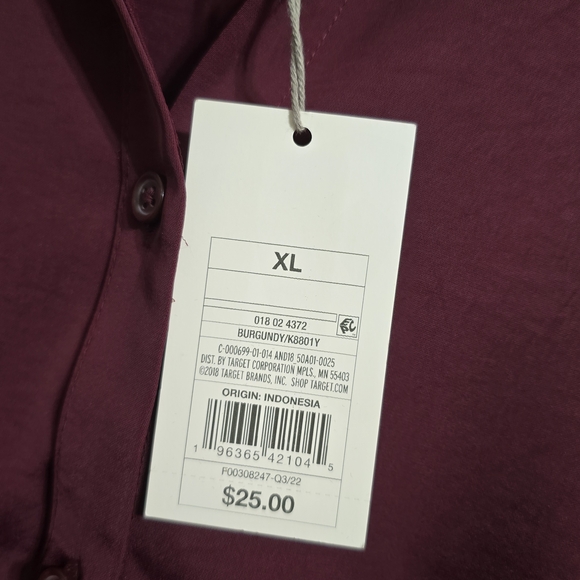 XL
018 02 4372
BURGUNDY/K8801Y
C-000699-01-014 AND18_50A01-0025
DIST. BY TARGET CORPORATION MPLS., MN 55403
©2018 TARGET BRANDS, INC. SHOP TARGET.COM
ORIGIN: INDONESIA
1 96365 42104 5
F00308247-Q3/22
$25.00